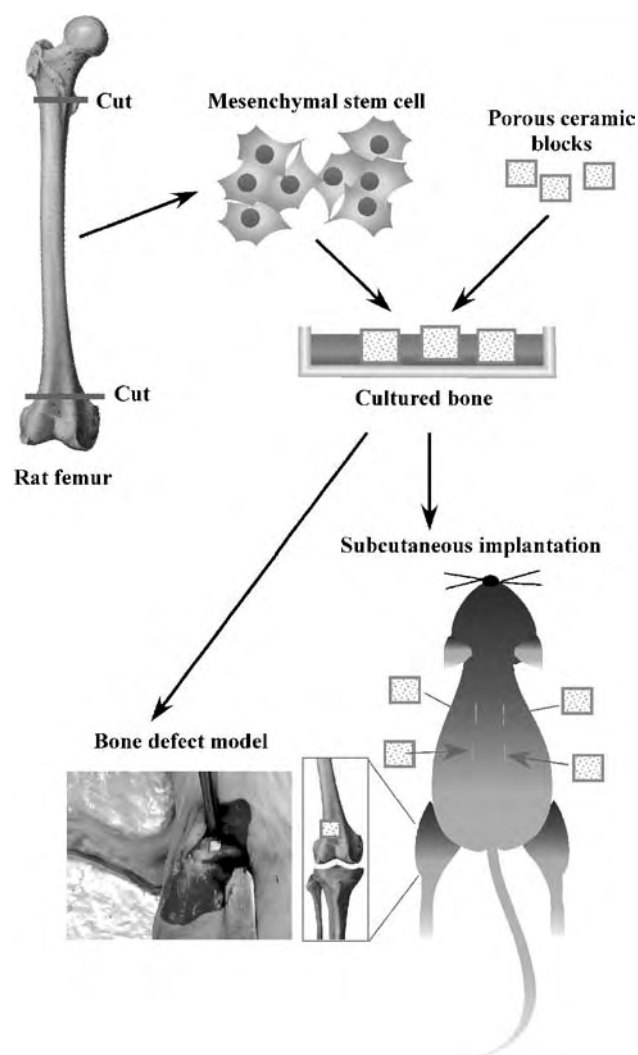 Cut
Mesenchymal stem cell
Porous ceramic
blocks
Cut
Cultured bone
Rat femur
Subcutaneous implantation
Bone defect model